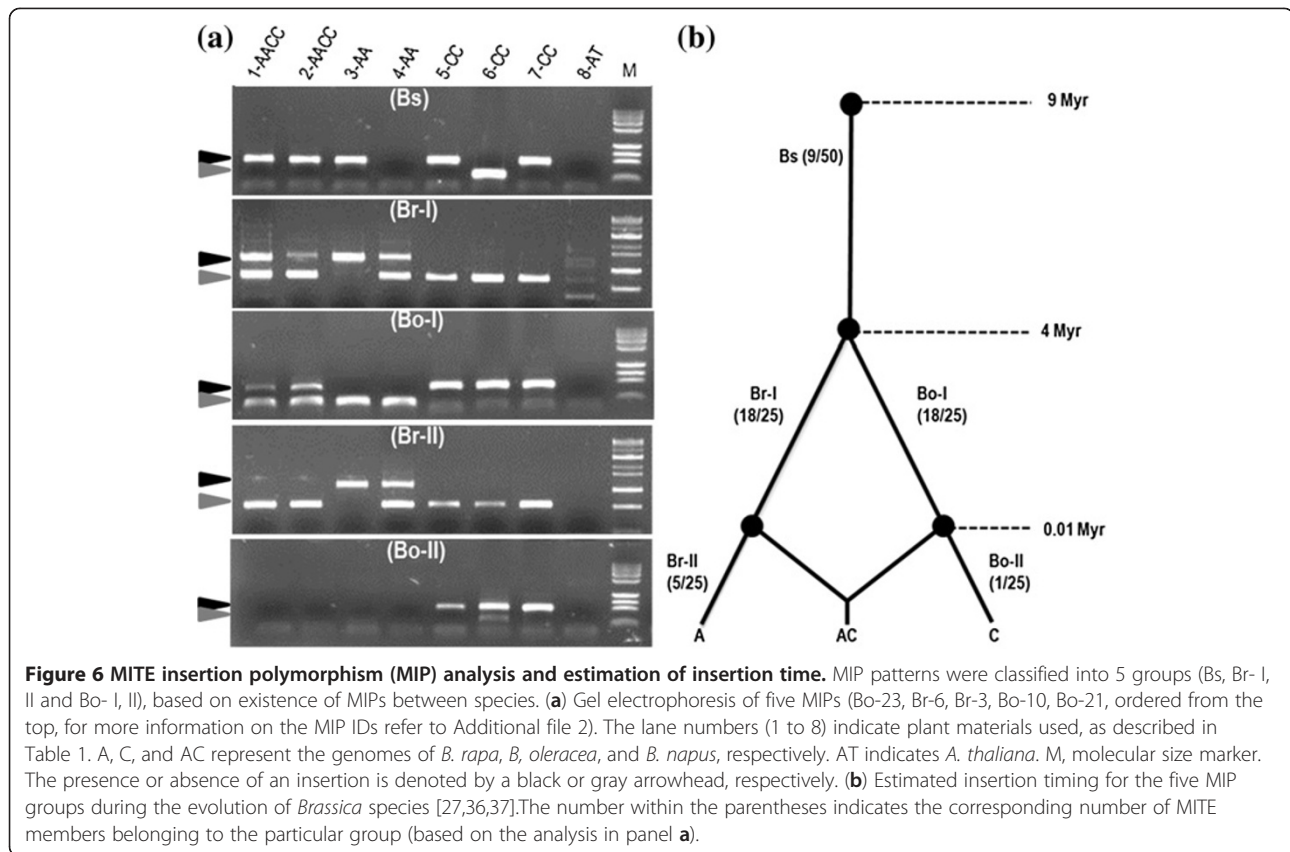 (a)
1-AACC 2-AACC 3-AA 4-AA 5-CC 6-CC 7-CC 8-AT M
(Bs)
(Br-I)
(Bo-I)
(Br-II)
(Bo-II)
(b)
9 Myr
Bs (9/50)
4 Myr
Br-I
(18/25)
Bo-I
(18/25)
0.01 Myr
Br-II
(5/25)
Bo-II
(1/25)
A
AC
C
Figure 6 MITE insertion polymorphism (MIP) analysis and estimation of insertion time. MIP patterns were classified into 5 groups (Bs, Br- I,
II and Bo- I, II), based on existence of MIPs between species. (a) Gel electrophoresis of five MIPs (Bo-23, Br-6, Br-3, Bo-10, Bo-21, ordered from the
top, for more information on the MIP IDs refer to Additional file 2). The lane numbers (1 to 8) indicate plant materials used, as described in
Table 1. A, C, and AC represent the genomes of B. rapa, B, oleracea, and B. napus, respectively. AT indicates A. thaliana. M, molecular size marker.
The presence or absence of an insertion is denoted by a black or gray arrowhead, respectively. (b) Estimated insertion timing for the five MIP
groups during the evolution of Brassica species [27,36,37].The number within the parentheses indicates the corresponding number of MITE
members belonging to the particular group (based on the analysis in panel a).